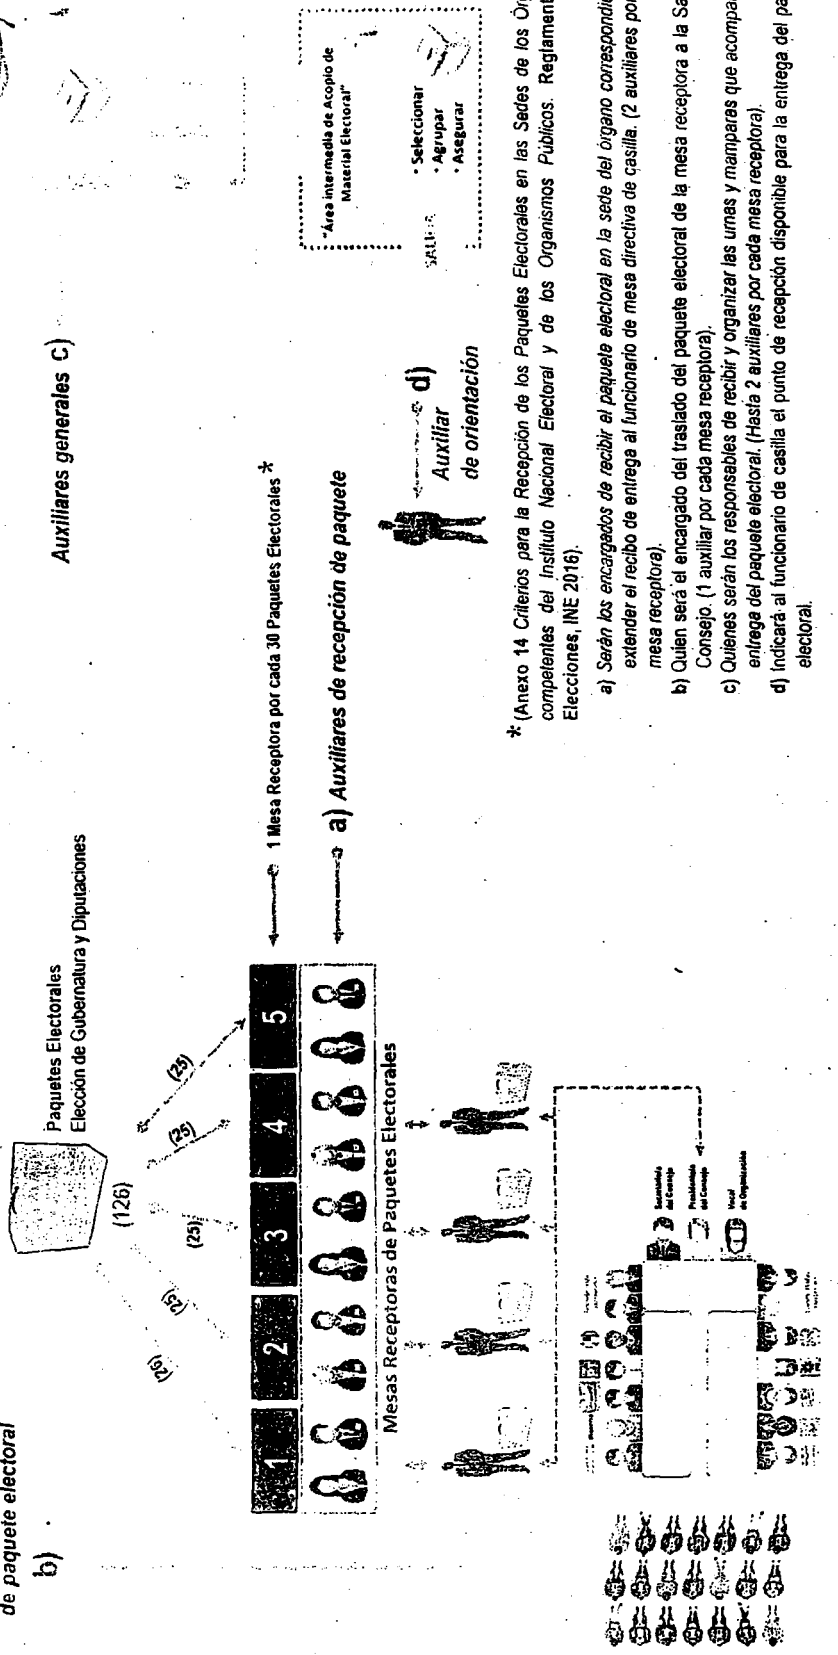 de paquete electoral
b)
Paquetes Electorales
Elección de Gubernatura y Diputaciones
(126)
Auxiliares generales c)
(26)
(25)
(25)
(25)
(25)
1
2
3
4
5
1 Mesa Receptora por cada 30 Paquetes Electorales *
a) Auxiliares de recepción de paquete
Mesas Receptoras de Paquetes Electorales
"Área intermedia de Acopio de
Material Electoral"
SALIDA
• Seleccionar
• Agrupar
• Asegurar
d)
Auxiliar
de orientación
Secretario/a
del Consejo
Presidente/a
del Consejo
Vocal
de Organización
* (Anexo 14 Criterios para la Recepción de los Paquetes Electorales en las Sedes de los Órg
competentes del Instituto Nacional Electoral y de los Organismos Públicos. Reglament
Elecciones, INE 2016).
a) Serán los encargados de recibir el paquete electoral en la sede del órgano correspondie
extender el recibo de entrega al funcionario de mesa directiva de casilla. (2 auxiliares por
mesa receptora).
b) Quien será el encargado del traslado del paquete electoral de la mesa receptora a la Sa
Consejo. (1 auxiliar por cada mesa receptora).
c) Quienes serán los responsables de recibir y organizar las urnas y mamparas que acompañ
entrega del paquete electoral. (Hasta 2 auxiliares por cada mesa receptora).
d) Indicará al funcionario de casilla el punto de recepción disponible para la entrega del pa
electoral.